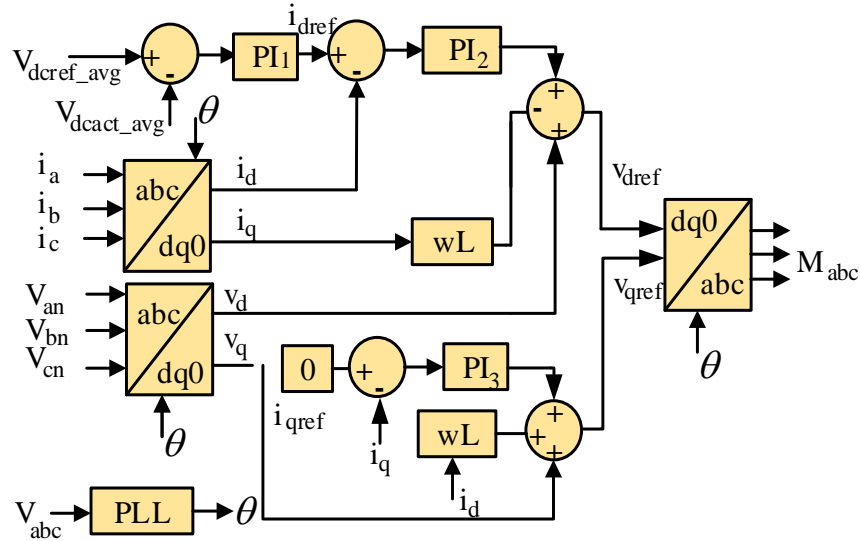 V_dcref_avg + - PI_1 i_dref + - PI_2
V_dcact_avg θ + - +
i_a abc dq0 i_d
i_b i_q wL
i_c
v_dref dq0 abc M_abc
v_qref θ
V_an abc dq0 v_d
V_bn v_q
V_cn θ
0 + - PI_3
i_qref i_q wL + + +
i_d
V_abc PLL θ